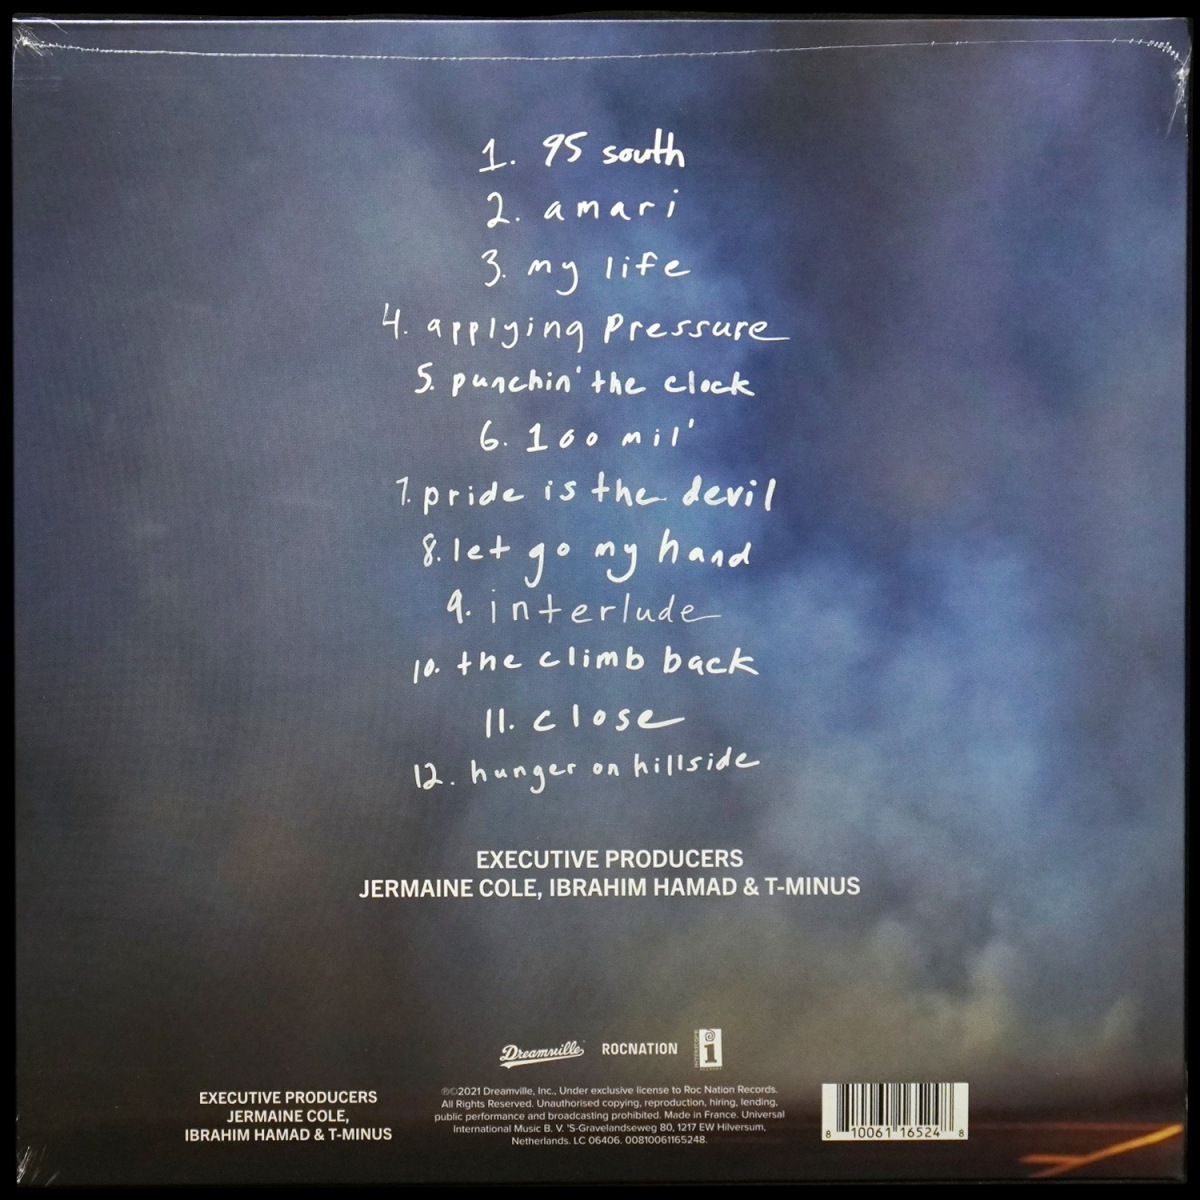 1. 95 south
2. amari
3. my life
4. applying pressure
5. punchin' the clock
6. 100 mil'
7. pride is the devil
8. let go my hand
9. interlude
10. the climb back
11. close
12. hunger on hillside
EXECUTIVE PRODUCERS
JERMAINE COLE, IBRAHIM HAMAD & T-MINUS
Dreamville ROCNATION INTERSCOPE i
EXECUTIVE PRODUCERS
JERMAINE COLE,
IBRAHIM HAMAD & T-MINUS
℗©2021 Dreamville, Inc., Under exclusive license to Roc Nation Records.
All Rights Reserved. Unauthorised copying, reproduction, hiring, lending,
public performance and broadcasting prohibited. Made in France. Universal
International Music B. V. 'S-Gravelandseweg 80, 1217 EW Hilversum,
Netherlands. LC 06406. 00810061165248.
8 10061 16524 8